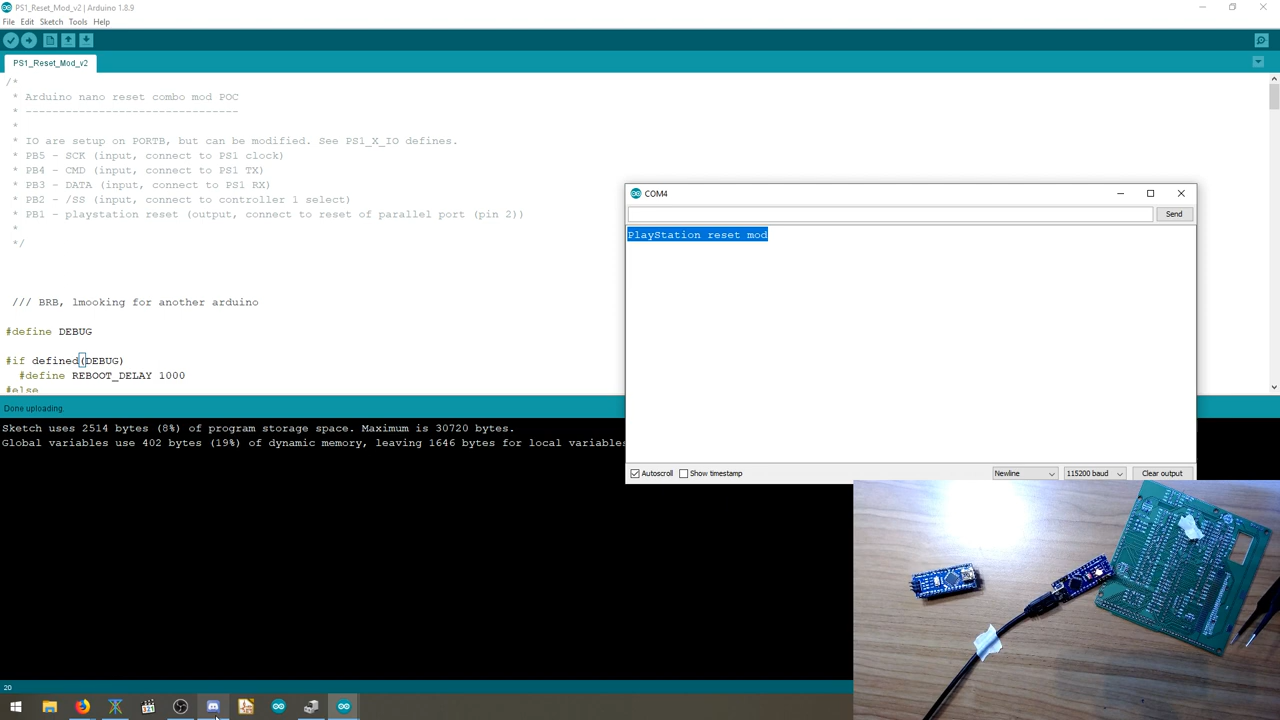 PS1_Reset_Mod_v2 | Arduino 1.8.9
File Edit Sketch Tools Help
PS1_Reset_Mod_v2
/*
* Arduino nano reset combo mod POC
* -------------------------------
*
* IO are setup on PORTB, but can be modified. See PS1_X_IO defines.
* PB5 - SCK (input, connect to PS1 clock)
* PB4 - CMD (input, connect to PS1 TX)
* PB3 - DATA (input, connect to PS1 RX)
* PB2 - /SS (input, connect to controller 1 select)
* PB1 - playstation reset (output, connect to reset of parallel port (pin 2))
*
*/
/// BRB, lmooking for another arduino
#define DEBUG
#if defined(DEBUG)
#define REBOOT_DELAY 1000
#else
Done uploading.
Sketch uses 2514 bytes (8%) of program storage space. Maximum is 30720 bytes.
Global variables use 402 bytes (19%) of dynamic memory, leaving 1646 bytes for local variables
20
COM4
Send
PlayStation reset mod
Autoscroll Show timestamp Newline 115200 baud Clear output